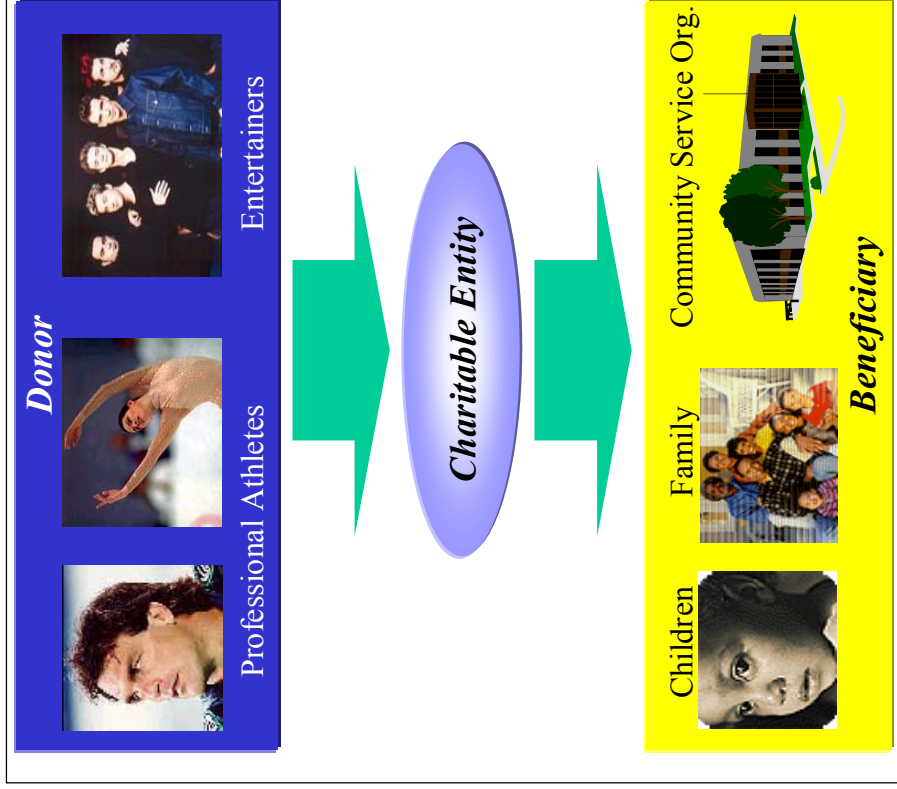 Donor
Professional Athletes
Entertainers
Charitable Entity
Children
Family
Community Service Org.
Beneficiary